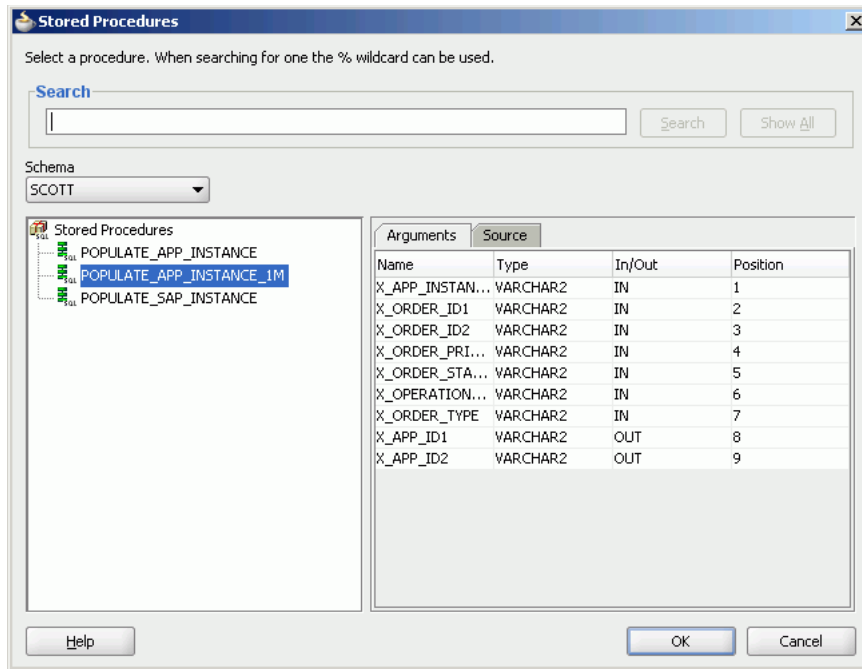 Stored Procedures
Select a procedure. When searching for one the % wildcard can be used.
Search
Search Show All
Schema
SCOTT
Stored Procedures
POPULATE_APP_INSTANCE
POPULATE_APP_INSTANCE_1M
POPULATE_SAP_INSTANCE
Arguments Source
Name Type In/Out Position
X_APP_INSTAN... VARCHAR2 IN 1
X_ORDER_ID1 VARCHAR2 IN 2
X_ORDER_ID2 VARCHAR2 IN 3
X_ORDER_PRI... VARCHAR2 IN 4
X_ORDER_STA... VARCHAR2 IN 5
X_OPERATION... VARCHAR2 IN 6
X_ORDER_TYPE VARCHAR2 IN 7
X_APP_ID1 VARCHAR2 OUT 8
X_APP_ID2 VARCHAR2 OUT 9
Help OK Cancel